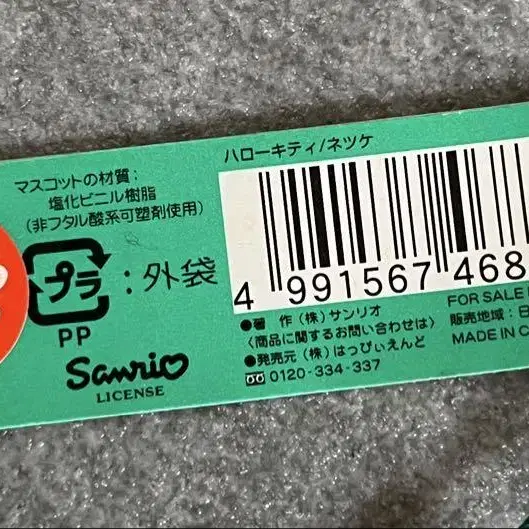 ハローキティ/ネツケ
マスコットの材質:
塩化ビニル樹脂
(非フタル酸系可塑剤使用)
プラ
:外袋
PP
Sanrio
LICENSE
4 991567 468
●著 作 (株) サンリオ
〈商品に関するお問い合わせは〉
●発売元 (株) はっぴぃえんど
0120-334-337
FOR SALE
販売地域:
MADE IN